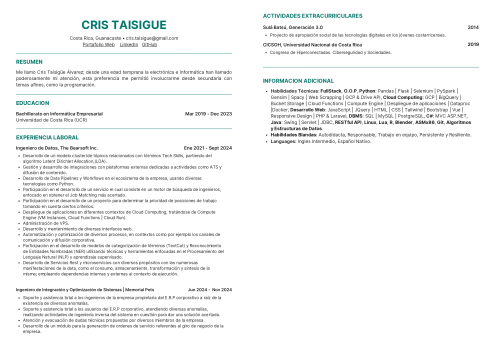 CRIS TAISIGUE
Costa Rica, Guanacaste • cris.taisigue@gmail.com
Portafolio Web LinkedIn GitHub
RESUMEN
Me llamo Cris Taisigüe Álvarez; desde una edad temprana la electrónica e informática han llamado
poderosamente mi atención, esta preferencia me permitió involucrarme desde secundaria con
temas afines, como la programación.
EDUCACION
Bachillerato en Informática Empresarial Mar 2019 - Dec 2023
Universidad de Costa Rica (UCR)
EXPERIENCIA LABORAL
Ingeniero de Datos, The Bearsoft Inc. Ene 2021 - Sept 2024
• Desarrollo de un modelo clusterde tópicos relacionados con términos Tech Skills, partiendo del
algoritmo Latent Dirichlet Allocation (LDA).
• Gestión y desarrollo de integraciones con plataformas externas dedicadas a actividades como ATS y
difusión de contenido.
• Desarrollo de Data Pipelines y Workflows en el ecosistema de la empresa, usando diversas
tecnologías como Python.
• Participación en el desarrollo de un servicio el cual consiste en un motor de búsqueda de ingenieros,
enfocado en obtener el Job Matching más acertado.
• Participación en el desarrollo de un proyecto para determinar la prioridad de posiciones de trabajo
tomando en cuenta ciertos criterios.
• Despliegue de aplicaciones en diferentes contextos de Cloud Computing, tratándose de Compute
Engine (VM Instances, Cloud Functions | Cloud Run).
• Administración de VPS.
• Desarrollo y mantenimiento de diversas interfaces web.
• Automatización y optimización de diversos procesos, en contextos como por ejemplo los canales de
comunicación y difusión corporativa.
• Participación en el desarrollo de modelos de categorización de términos (TextCat) y Reconocimiento
de Entidades Nombradas (NER) utilizando técnicas y herramientas enfocadas en el Procesamiento del
Lenguaje Natural (NLP) y aprendizaje supervisado.
• Desarrollo de Servicios Rest y microservicios con diversos objetivos con las numerosas
manifestaciones de la data, como el consumo, almacenamiento, transformación y síntesis de la
misma; empleando dependencias internas y externas al contexto de ejecución.
Ingeniero de Integración y Optimización de Sistemas | Memorial Pets Jun 2024 - Nov 2024
• Soporte y asistencia total a los ingenieros de la empresa propietaria del E.R.P corporativo a raíz de la
existencia de diversas anomalías.
• Soporte y asistencia total a los usuarios del E.R.P corporativo, atendiendo diversas anomalías,
realizando actividades de ingeniería inversa del sistema en cuestión para dar una solución adecuada.
• Atención y evacuación de dudas técnicas propuestas por diversos miembros de la empresa.
• Desarrollo de un módulo para la generación de órdenes de servicio referentes al giro de negocio de la
empresa.
ACTIVIDADES EXTRACURRICULARES
Sulá Batsú, Generación 3.0 2014
• Proyecto de apropiación social de las tecnologías digitales en los jóvenes costarricenses.
CICSOH, Universidad Nacional de Costa Rica 2019
• Congreso de Hiperconectados, Ciberseguridad y Sociedades.
INFORMACION ADICIONAL
• Habilidades Técnicas: FullStack, O.O.P, Python: Pandas | Flask | Selenium | PySpark |
Gensim | Spacy | Web Scrapping | GCP & Drive API, Cloud Computing: GCP | BigQuery |
Bucket Storage | Cloud Functions | Compute Engine | Despliegue de aplicaciones | Dataproc
|Docker, Desarrollo Web: JavaScript | JQuery | HTML | CSS | Tailwind | Bootstrap | Vue |
Responsive Design | PHP & Laravel, DBMS: SQL | MySQL | PostgreSQL, C#: MVC ASP.NET,
Java: Swing | Servlet | JDBC, RESTful API, Linux, Lua, R, Blender, ASMx86, Git, Algoritmos
y Estructuras de Datos.
• Habilidades Blandas: Autodidacta, Responsable, Trabajo en equipo, Persistente y Resiliente.
• Languages: Ingles Intermedio, Español Nativo.